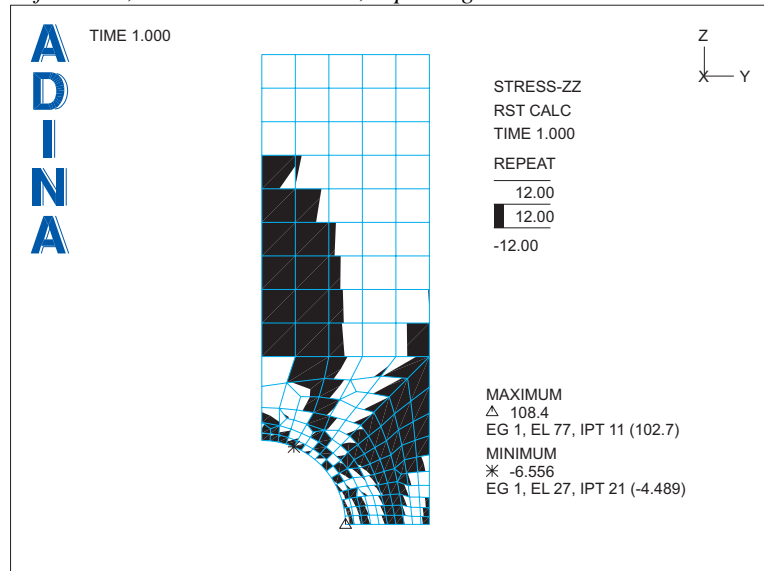 ADINA
TIME 1.000
Z
X Y
STRESS-ZZ
RST CALC
TIME 1.000
REPEAT
12.00
12.00
-12.00
MAXIMUM
108.4
EG 1, EL 77, IPT 11 (102.7)
MINIMUM
-6.556
EG 1, EL 27, IPT 21 (-4.489)